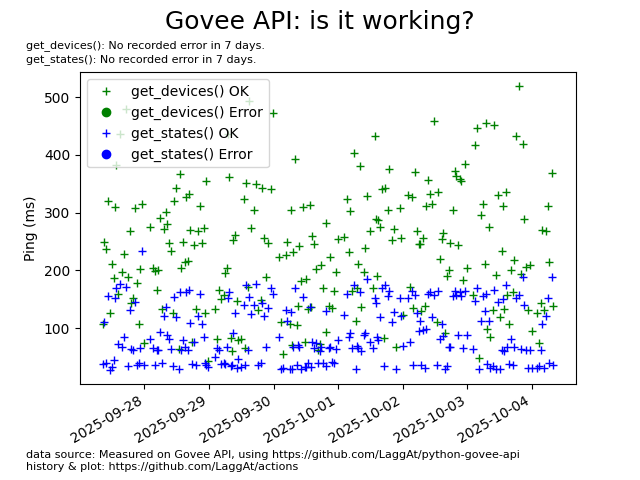 Govee API: is it working?
get_devices(): No recorded error in 7 days.
get_states(): No recorded error in 7 days.
get_devices() OK
get_devices() Error
get_states() OK
get_states() Error
Ping (ms)
500
400
300
200
100
2025-09-28
2025-09-29
2025-09-30
2025-10-01
2025-10-02
2025-10-03
2025-10-04
data source: Measured on Govee API, using https://github.com/LaggAt/python-govee-api
history & plot: https://github.com/LaggAt/actions